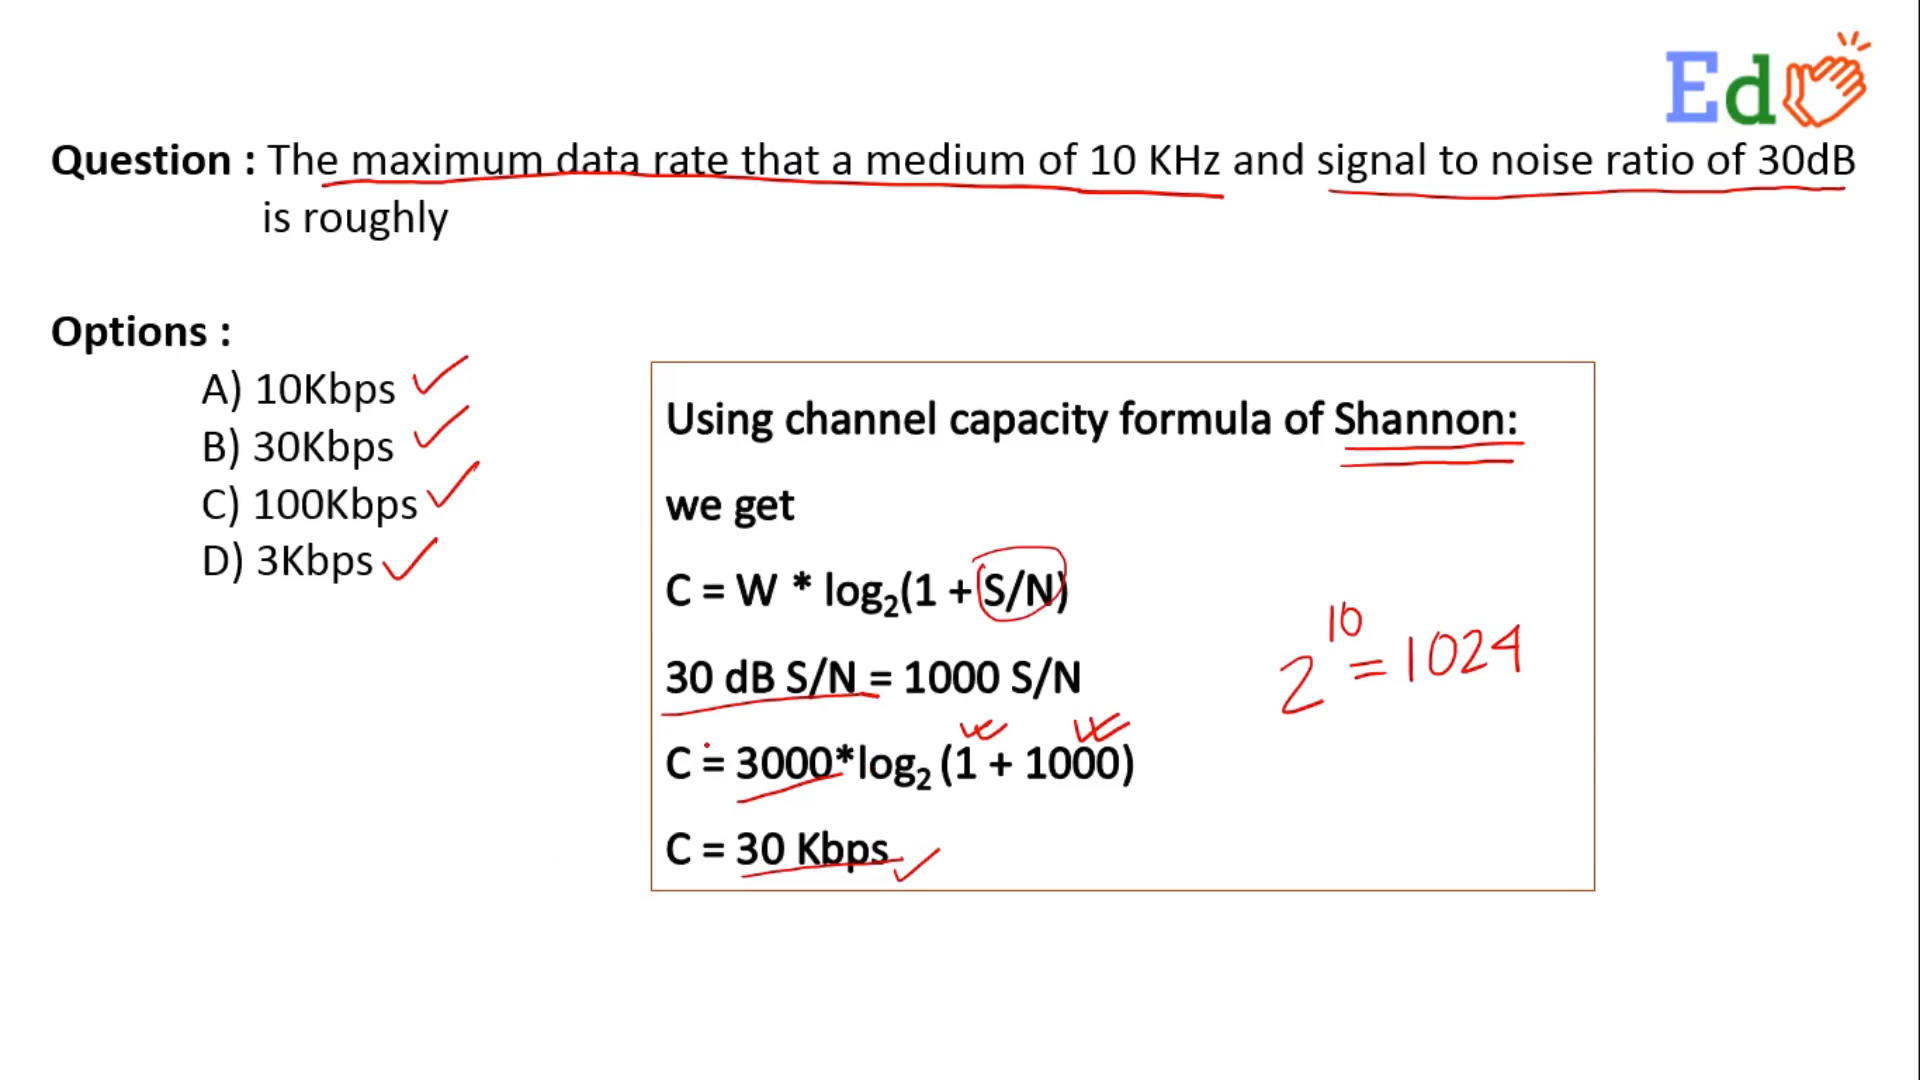 Ed
Question : The maximum data rate that a medium of 10 KHz and signal to noise ratio of 30dB
is roughly
Options :
A) 10Kbps
B) 30Kbps
C) 100Kbps
D) 3Kbps
Using channel capacity formula of Shannon:
we get
C = W * log₂(1 + S/N)
30 dB S/N = 1000 S/N
C = 3000*log₂ (1 + 1000)
C = 30 Kbps
2¹⁰ = 1024